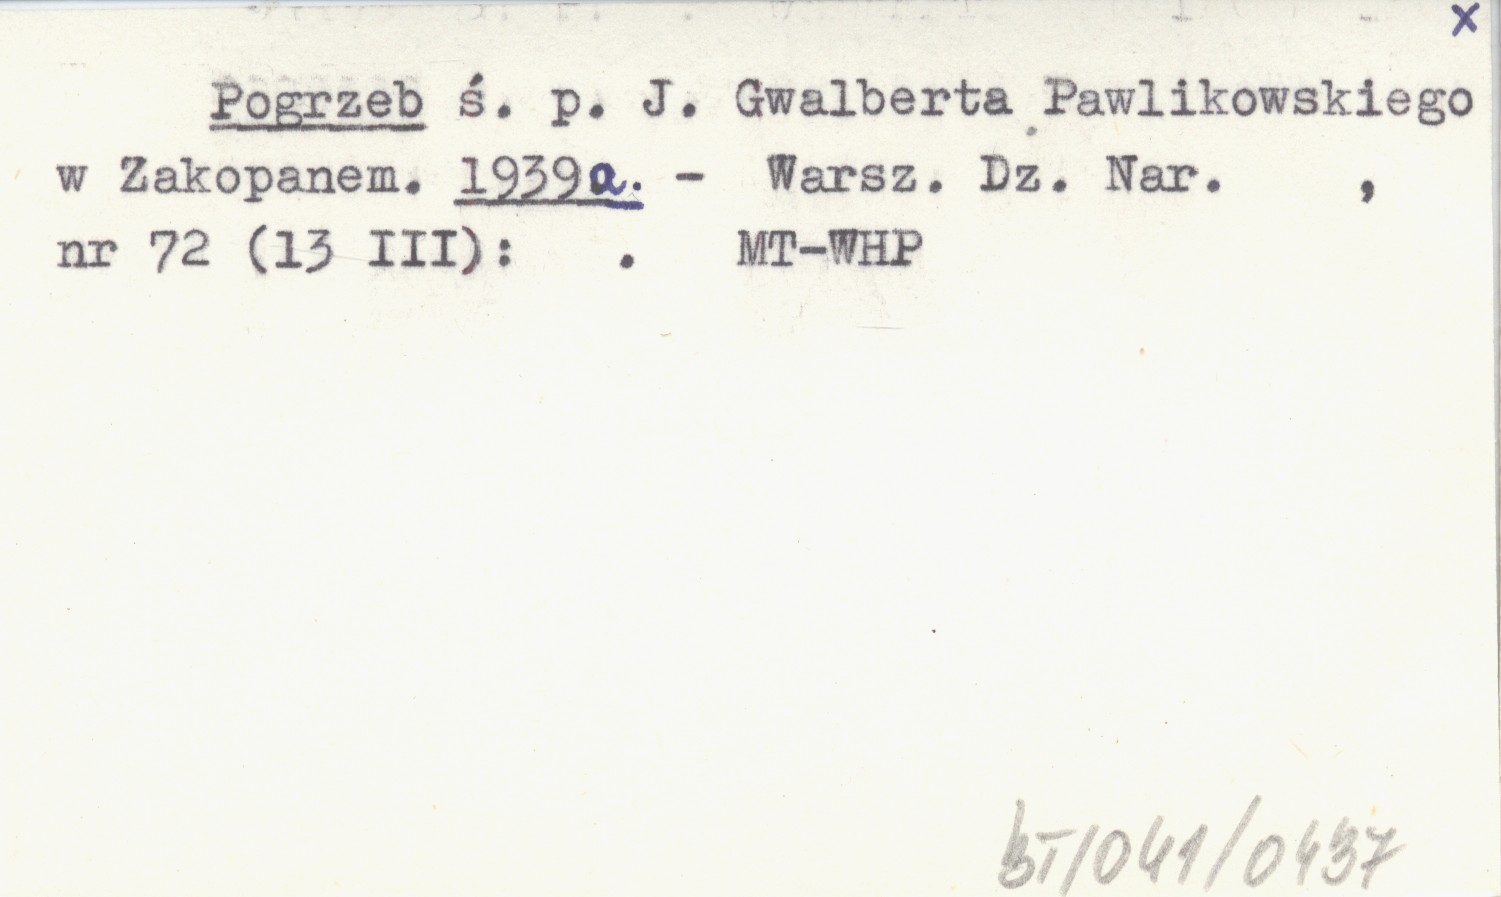 x
Pogrzeb ś. p. J. Gwalberta Pawlikowskiego
w Zakopanem. 1939a. - Warsz. Dz. Nar. ,
nr 72 (13 III): . MT-WHP
bT/041/0437